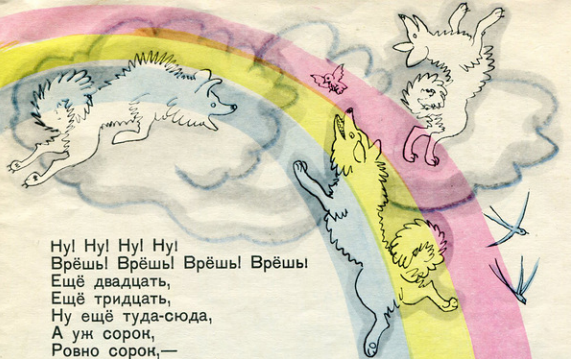 Ну! Ну! Ну! Ну!
Врёшь! Врёшь! Врёшь! Врёшь!
Ещё двадцать,
Ещё тридцать,
Ну ещё туда-сюда,
А уж сорок,
Ровно сорок,—